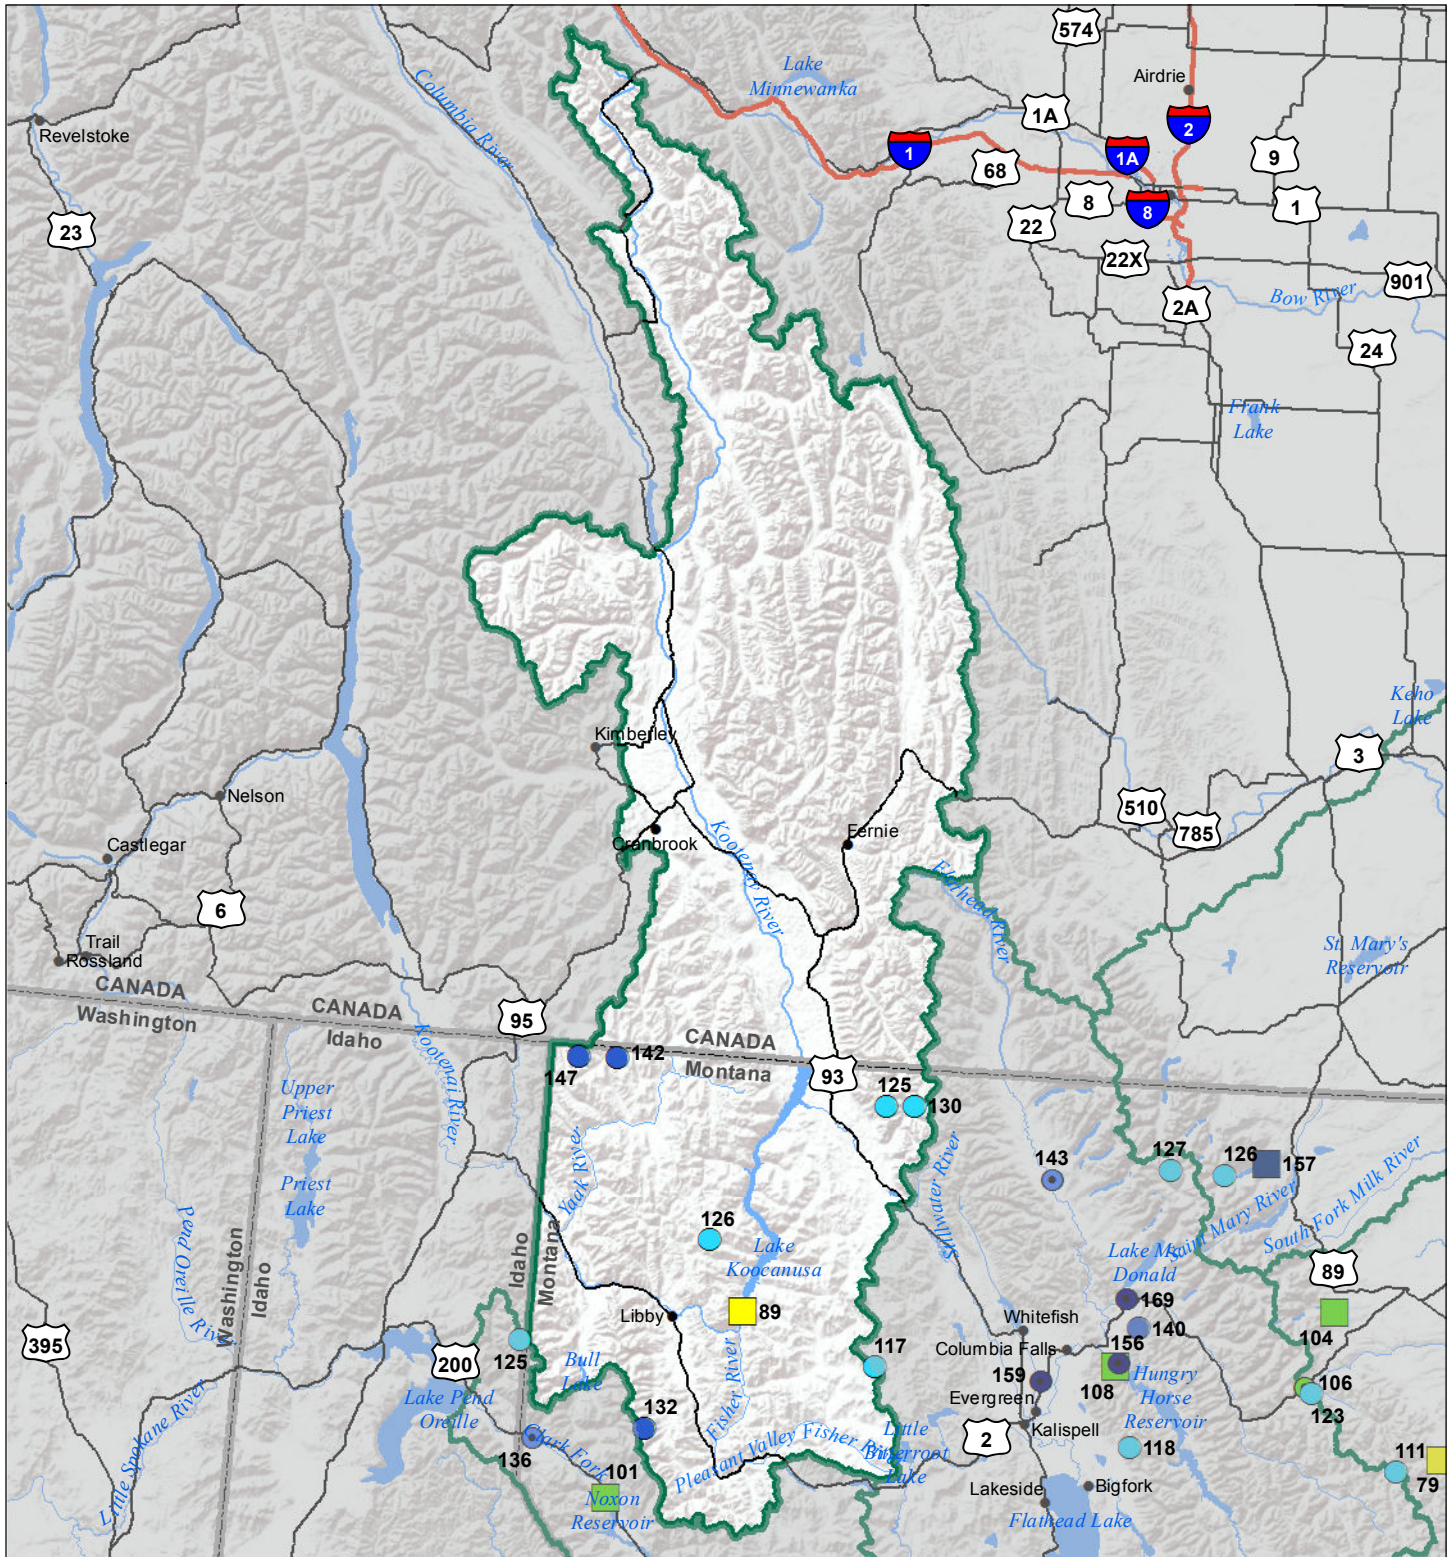 574
Lake
Minnewanka
Airdrie
Columbia River
1A
2
Revelstoke
1
1A
9
68
8
8
1
22
23
22X
901
Bow River
2A
24
Frank
Lake
Keho
Lake
Kimberley
3
Nelson
510
785
Kootenay River
Fernie
Cranbrook
Castlegar
Flathead River
6
Trail
Rossland
St. Mary's
Reservoir
CANADA
Washington
CANADA
Idaho
95
CANADA
Montana
Kootenai River
147
142
93
125
130
Upper
Priest
Lake
Priest
Lake
Yaak River
Stillwater River
143
127
126
157
Saint Mary River
South Fork Milk River
Pend Oreille River
Washington
Idaho
Idaho
Montana
126
Lake
Koocanusa
Lake Mc
Donald
89
169
140
104
Libby
89
Whitefish
Columbia Falls
156
395
200
125
Bull
Lake
Fisher River
117
159
108
Hungry
Horse
Reservoir
106
123
Lake Pend
Oreille
132
Evergreen
Kalispell
Little Spokane River
136
Clark Fork
Pleasant Valley Fisher River
Little
Bitterroot
Lake
2
118
111
79
101
Noxon
Reservoir
Lakeside
Bigfork
Flathead Lake